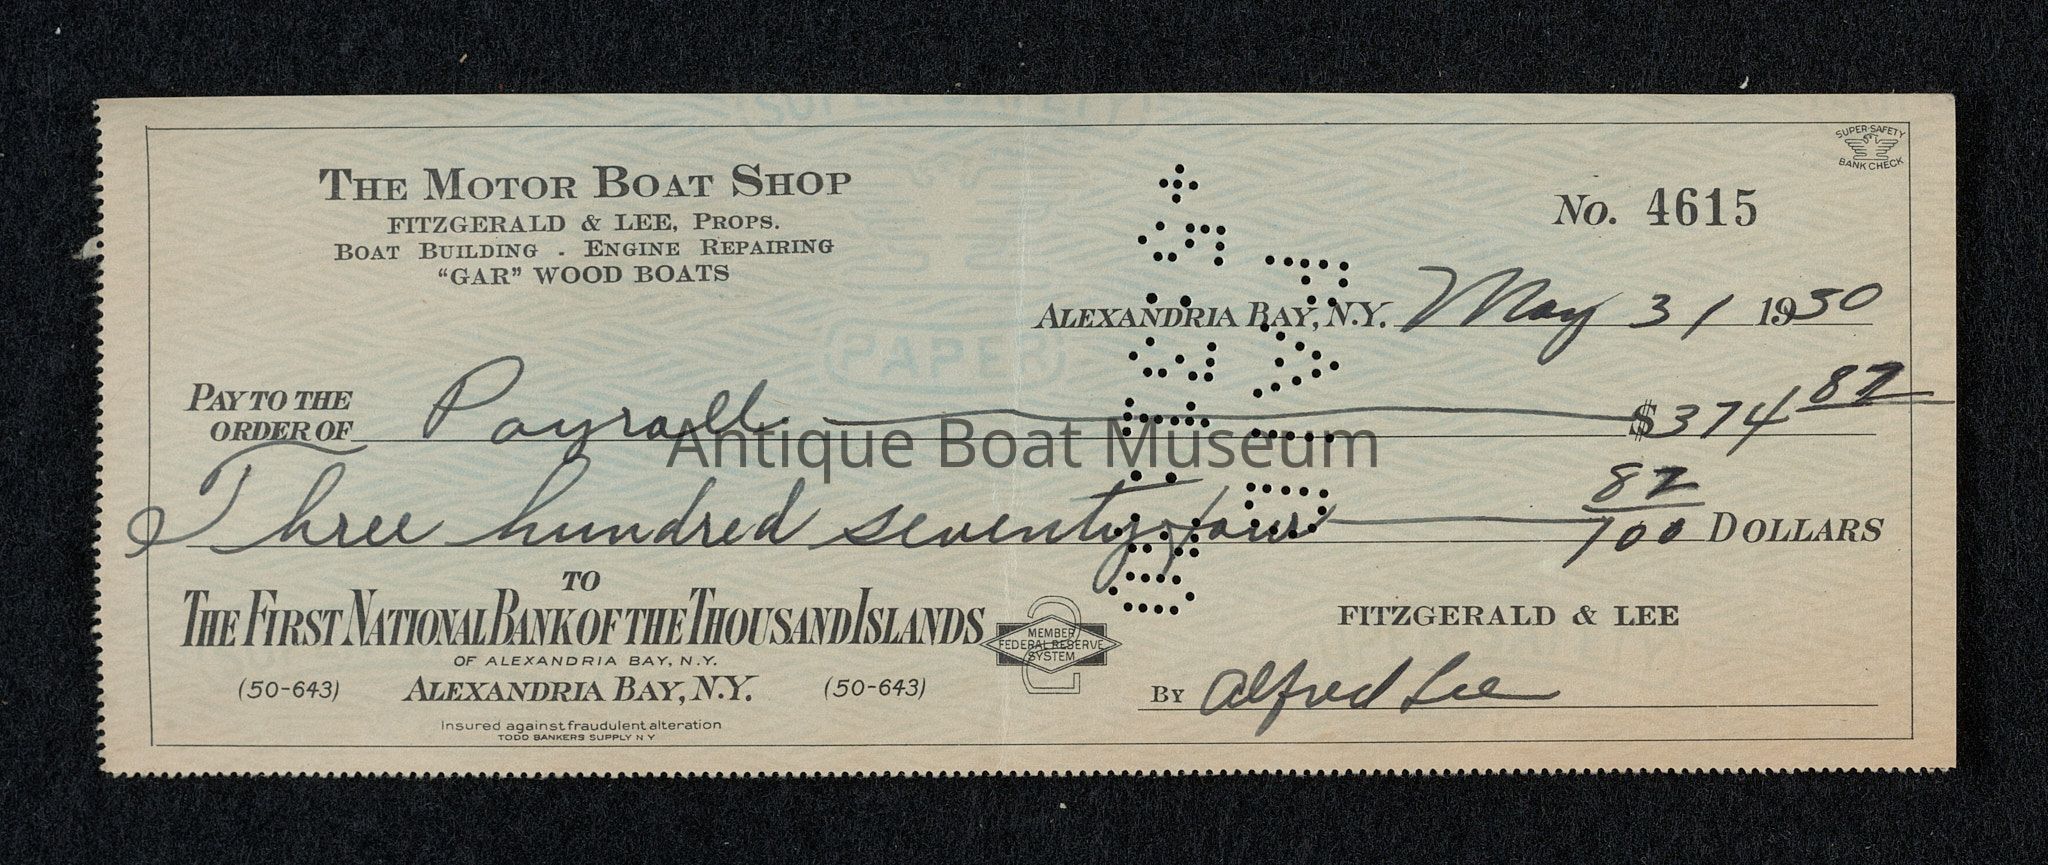 SUPER SAFETY
SUPER SAFETY
BANK CHECK
THE MOTOR BOAT SHOP
FITZGERALD & LEE, PROPS.
BOAT BUILDING . ENGINE REPAIRING
"GAR" WOOD BOATS
No. 4615
ALEXANDRIA BAY, N.Y. May 31 1930
PAPER
PAY TO THE
ORDER OF Payroll $374 87
Antique Boat Museum
Three hundred seventy four 87/100 DOLLARS
TO
THE FIRST NATIONAL BANK OF THE THOUSAND ISLANDS
OF ALEXANDRIA BAY, N.Y.
(50-643) ALEXANDRIA BAY, N.Y. (50-643)
Insured against fraudulent alteration
TODD BANKERS SUPPLY N Y
MEMBER
FEDERAL RESERVE
SYSTEM
FITZGERALD & LEE
BY Alfred Lee